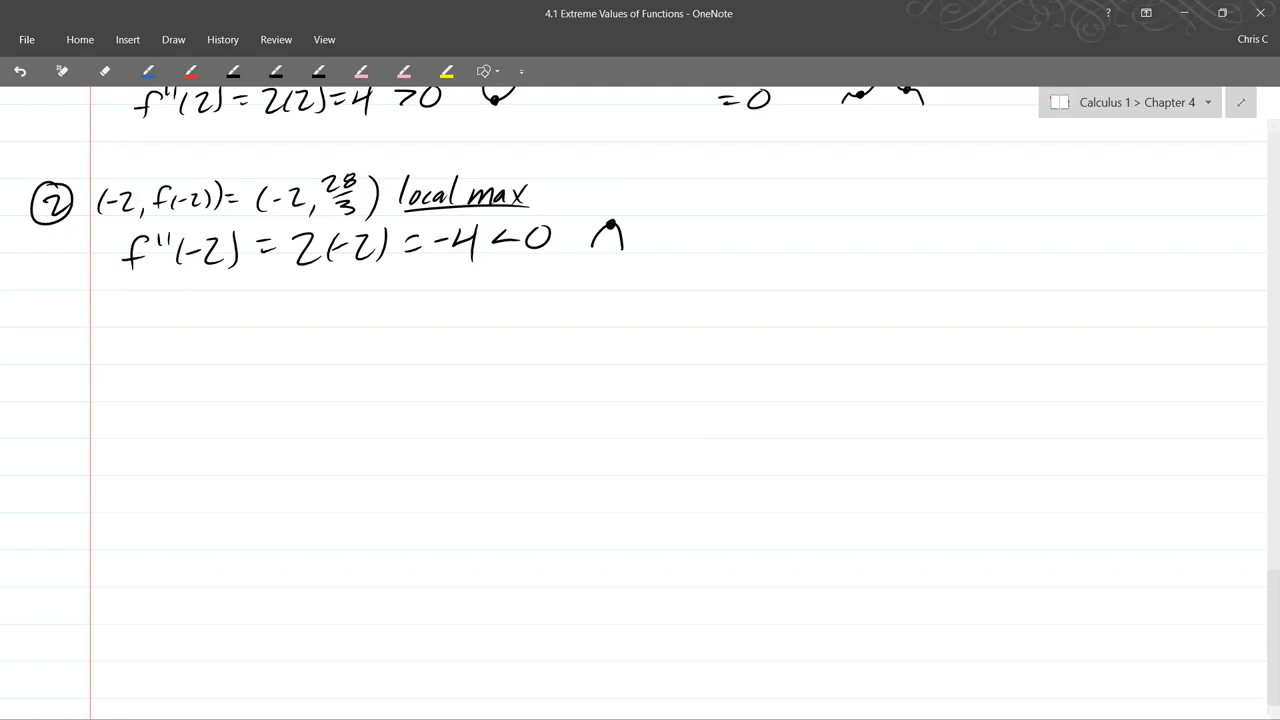 4.1 Extreme Values of Functions - OneNote
File Home Insert Draw History Review View Chris C
Calculus 1 > Chapter 4
f''(2) = 2(2) = 4 > 0 = 0
② (-2, f(-2)) = (-2, 28/3) local max
f''(-2) = 2(-2) = -4 < 0